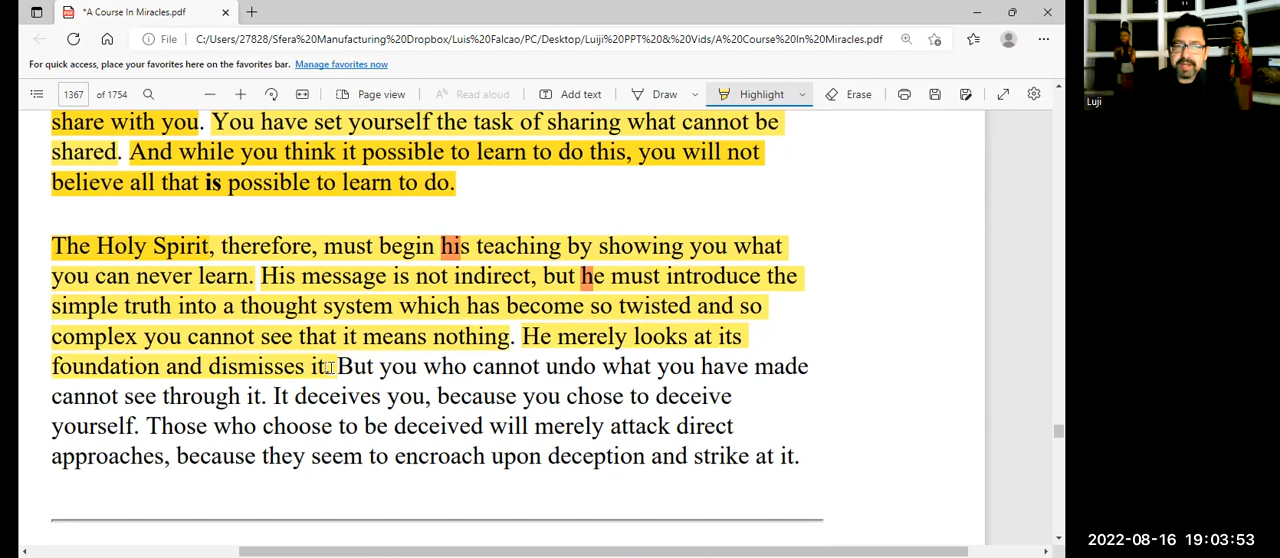 *A Course In Miracles.pdf
File C:/Users/27828/Sfera%20Manufacturing%20Dropbox/Luis%20Falcao/PC/Desktop/Luiji%20PPT%20&%20Vids/A%20Course%20In%20Miracles.pdf
For quick access, place your favorites here on the favorites bar. Manage favorites now
1367 of 1754 Page view Read aloud Add text Draw Highlight Erase
share with you. You have set yourself the task of sharing what cannot be
shared. And while you think it possible to learn to do this, you will not
believe all that is possible to learn to do.
The Holy Spirit, therefore, must begin his teaching by showing you what
you can never learn. His message is not indirect, but he must introduce the
simple truth into a thought system which has become so twisted and so
complex you cannot see that it means nothing. He merely looks at its
foundation and dismisses it. But you who cannot undo what you have made
cannot see through it. It deceives you, because you chose to deceive
yourself. Those who choose to be deceived will merely attack direct
approaches, because they seem to encroach upon deception and strike at it.
Luji
2022-08-16 19:03:53